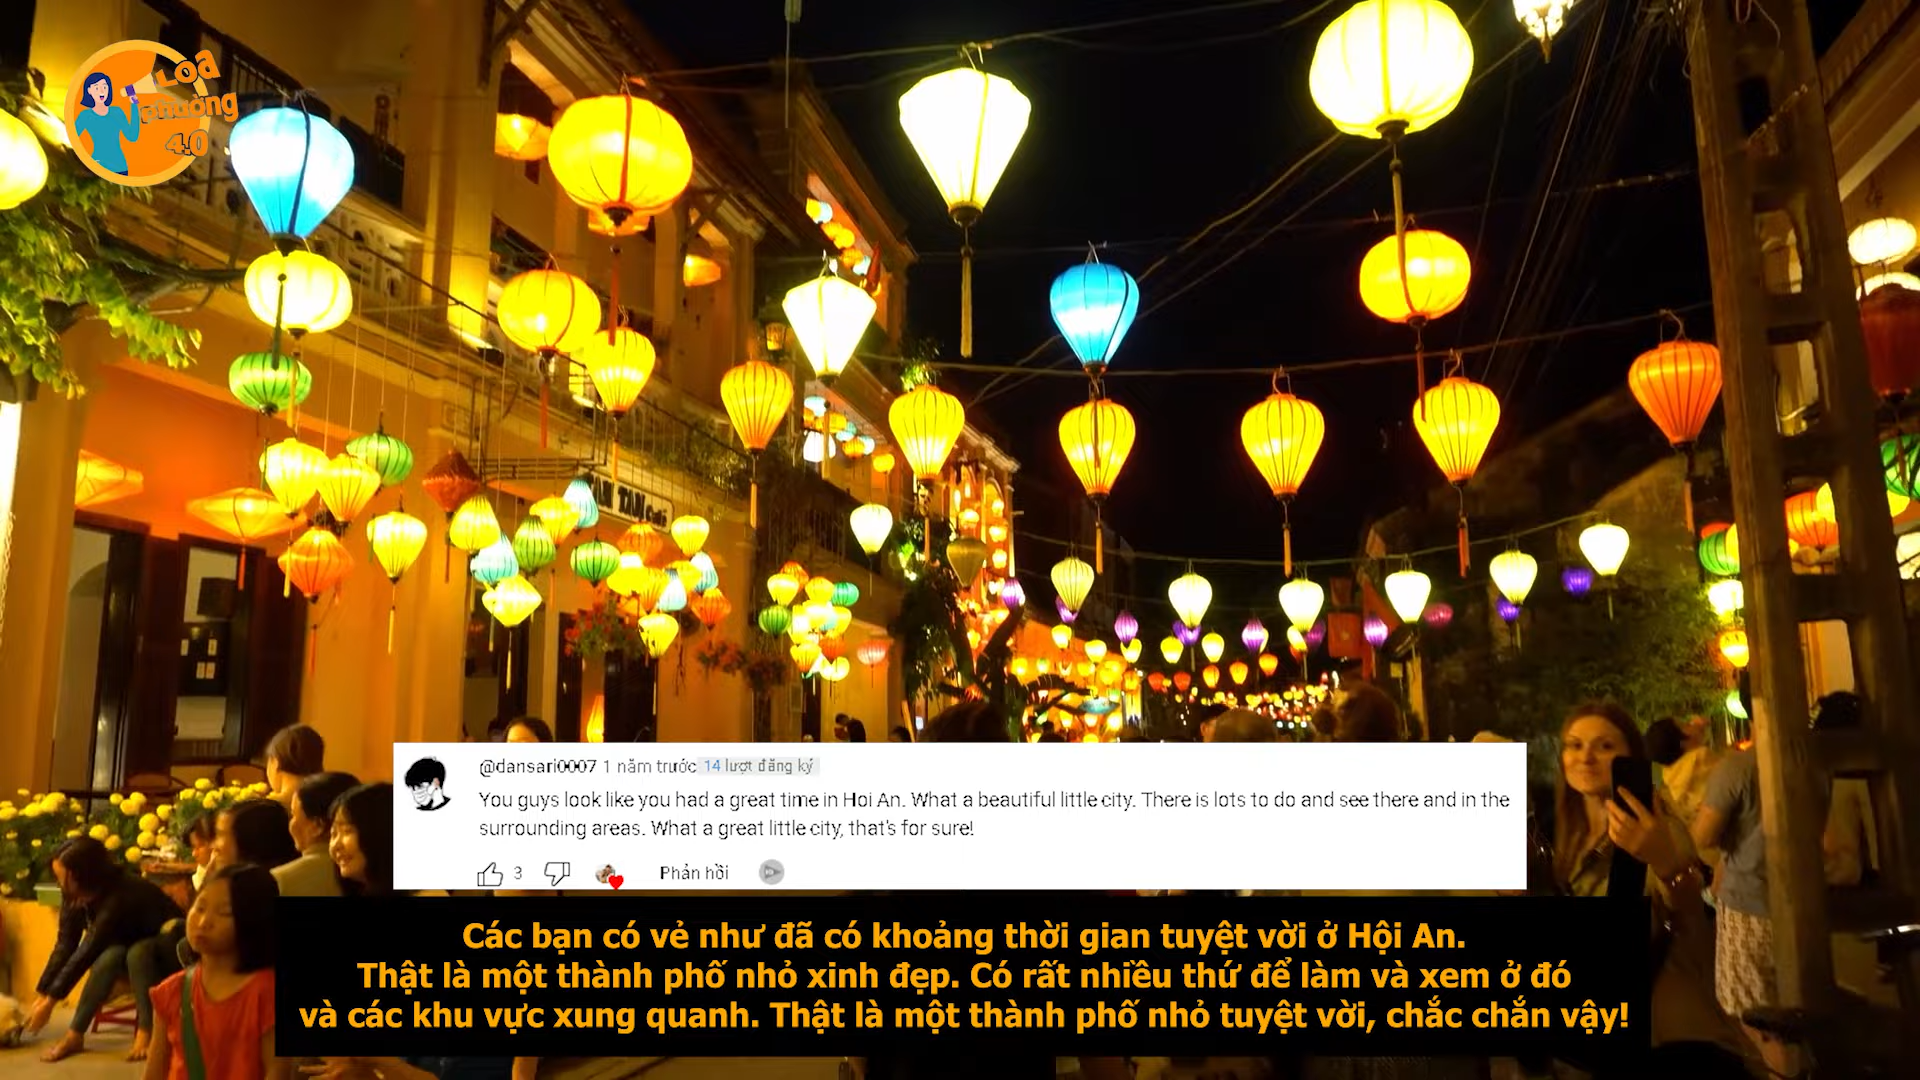 Loa
phường
4.0
TAM TAM Café
@dansari0007 1 năm trước 14 lượt đăng ký
You guys look like you had a great time in Hoi An. What a beautiful little city. There is lots to do and see there and in the
surrounding areas. What a great little city, that's for sure!
3 Phản hồi
Các bạn có vẻ như đã có khoảng thời gian tuyệt vời ở Hội An.
Thật là một thành phố nhỏ xinh đẹp. Có rất nhiều thứ để làm và xem ở đó
và các khu vực xung quanh. Thật là một thành phố nhỏ tuyệt vời, chắc chắn vậy!